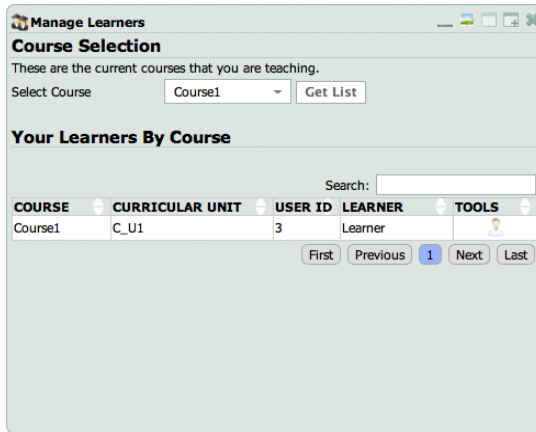 Manage Learners
Course Selection
These are the current courses that you are teaching.
Select Course Course1 Get List
Your Learners By Course
Search:
COURSE CURRICULAR UNIT USER ID LEARNER TOOLS
Course1 C_U1 3 Learner
First Previous 1 Next Last